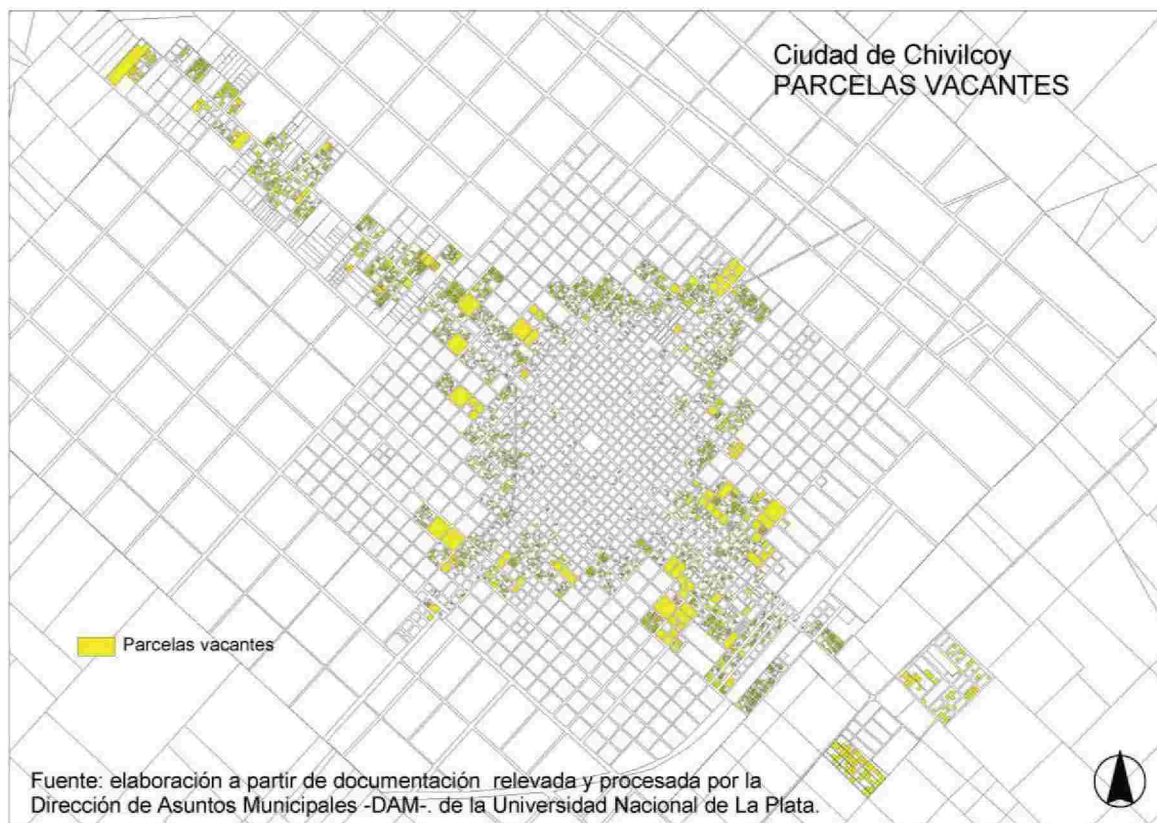 Ciudad de Chivilcoy
PARCELAS VACANTES
Parcelas vacantes
Fuente: elaboración a partir de documentación relevada y procesada por la
Dirección de Asuntos Municipales -DAM-. de la Universidad Nacional de La Plata.